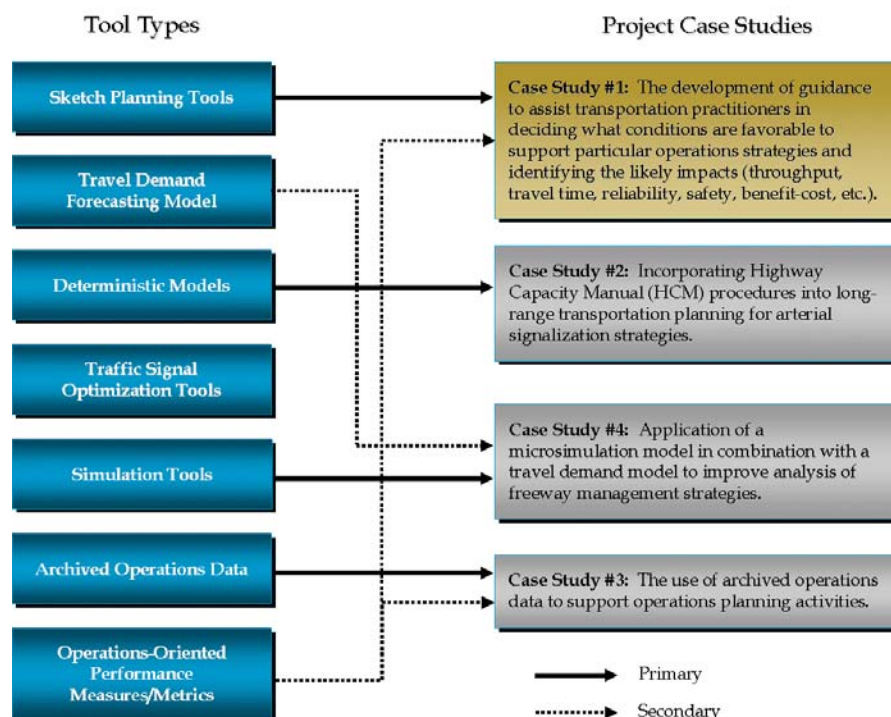 Tool Types
Project Case Studies
Sketch Planning Tools
Travel Demand
Forecasting Model
Deterministic Models
Traffic Signal
Optimization Tools
Simulation Tools
Archived Operations Data
Operations-Oriented
Performance
Measures/Metrics
Case Study #1: The development of guidance
to assist transportation practitioners in
deciding what conditions are favorable to
support particular operations strategies and
identifying the likely impacts (throughput,
travel time, reliability, safety, benefit-cost, etc.).
Case Study #2: Incorporating Highway
Capacity Manual (HCM) procedures into long-
range transportation planning for arterial
signalization strategies.
Case Study #4: Application of a
microsimulation model in combination with a
travel demand model to improve analysis of
freeway management strategies.
Case Study #3: The use of archived operations
data to support operations planning activities.
Primary
Secondary